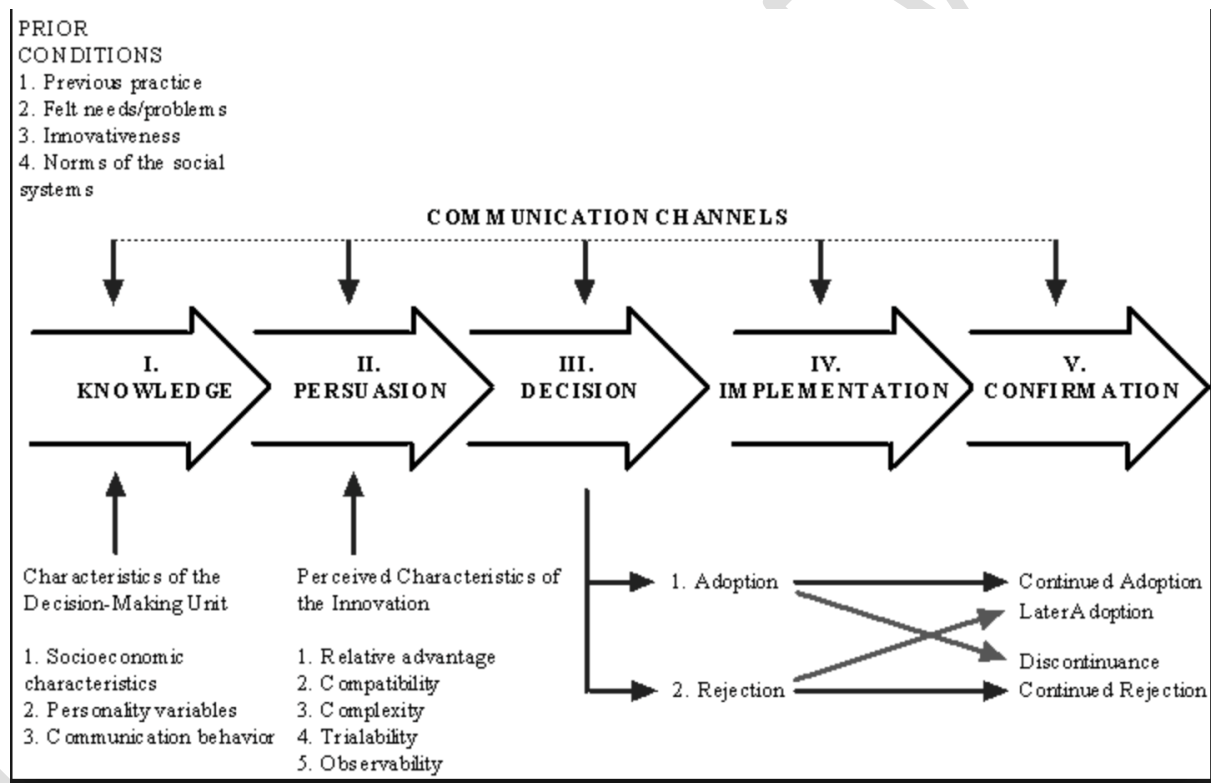 PRIOR
CONDITIONS
1. Previous practice
2. Felt needs/problems
3. Innovativeness
4. Norms of the social
systems
COMMUNICATION CHANNELS
I.
KNOWLEDGE
II.
PERSUASION
III.
DECISION
IV.
IMPLEMENTATION
V.
CONFIRMATION
Characteristics of the
Decision-Making Unit
1. Socioeconomic
characteristics
2. Personality variables
3. Communication behavior
Perceived Characteristics of
the Innovation
1. Relative advantage
2. Compatibility
3. Complexity
4. Trialability
5. Observability
1. Adoption
2. Rejection
Continued Adoption
Later Adoption
Discontinuance
Continued Rejection